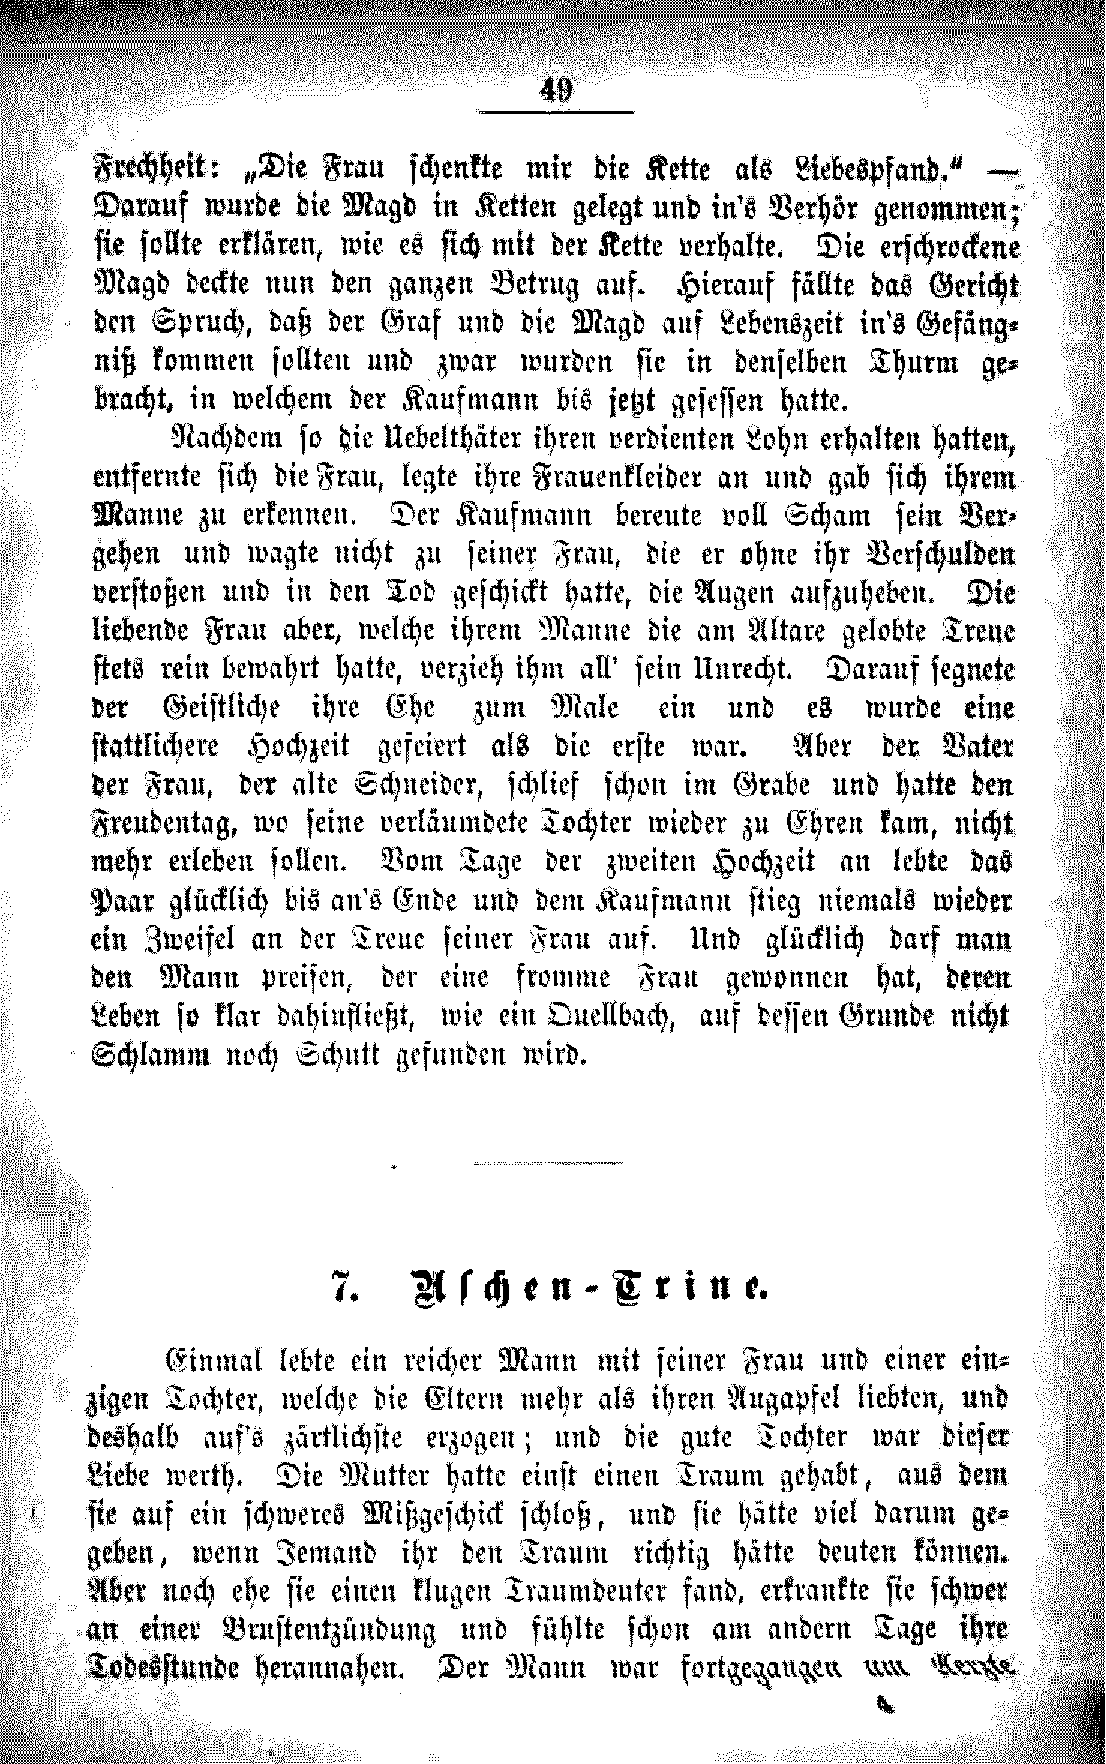 49
Frechheit: „Die Frau schenkte mir die Kette als Liebespfand.“ —
Darauf wurde die Magd in Ketten gelegt und in's Verhör genommen;
sie sollte erklären, wie es sich mit der Kette verhalte. Die erschrockene
Magd deckte nun den ganzen Betrug auf. Hierauf fällte das Gericht
den Spruch, daß der Graf und die Magd auf Lebenszeit in's Gefäng-
niß kommen sollten und zwar wurden sie in denselben Thurm ge-
bracht, in welchem der Kaufmann bis jetzt gesessen hatte.
Nachdem so die Uebelthäter ihren verdienten Lohn erhalten hatten,
entfernte sich die Frau, legte ihre Frauenkleider an und gab sich ihrem
Manne zu erkennen. Der Kaufmann bereute voll Scham sein Ver-
gehen und wagte nicht zu seiner Frau, die er ohne ihr Verschulden
verstoßen und in den Tod geschickt hatte, die Augen aufzuheben. Die
liebende Frau aber, welche ihrem Manne die am Altare gelobte Treue
stets rein bewahrt hatte, verzieh ihm all' sein Unrecht. Darauf segnete
der Geistliche ihre Ehe zum Male ein und es wurde eine
stattlichere Hochzeit gefeiert als die erste war. Aber der Vater
der Frau, der alte Schneider, schlief schon im Grabe und hatte den
Freudentag, wo seine verläumdete Tochter wieder zu Ehren kam, nicht
mehr erleben sollen. Vom Tage der zweiten Hochzeit an lebte das
Paar glücklich bis an's Ende und dem Kaufmann stieg niemals wieder
ein Zweifel an der Treue seiner Frau auf. Und glücklich darf man
den Mann preisen, der eine fromme Frau gewonnen hat, deren
Leben so klar dahinfließt, wie ein Quellbach, auf dessen Grunde nicht
Schlamm noch Schutt gefunden wird.
7. Aschen-Trine.
Einmal lebte ein reicher Mann mit seiner Frau und einer ein-
zigen Tochter, welche die Eltern mehr als ihren Augapfel liebten, und
deshalb auf's zärtlichste erzogen; und die gute Tochter war dieser
Liebe werth. Die Mutter hatte einst einen Traum gehabt, aus dem
sie auf ein schweres Mißgeschick schloß, und sie hätte viel darum ge-
geben, wenn Jemand ihr den Traum richtig hätte deuten können.
Aber noch ehe sie einen klugen Traumdeuter fand, erkrankte sie schwer
an einer Brustentzündung und fühlte schon am andern Tage ihre
Todesstunde herannahen. Der Mann war fortgegangen um
4